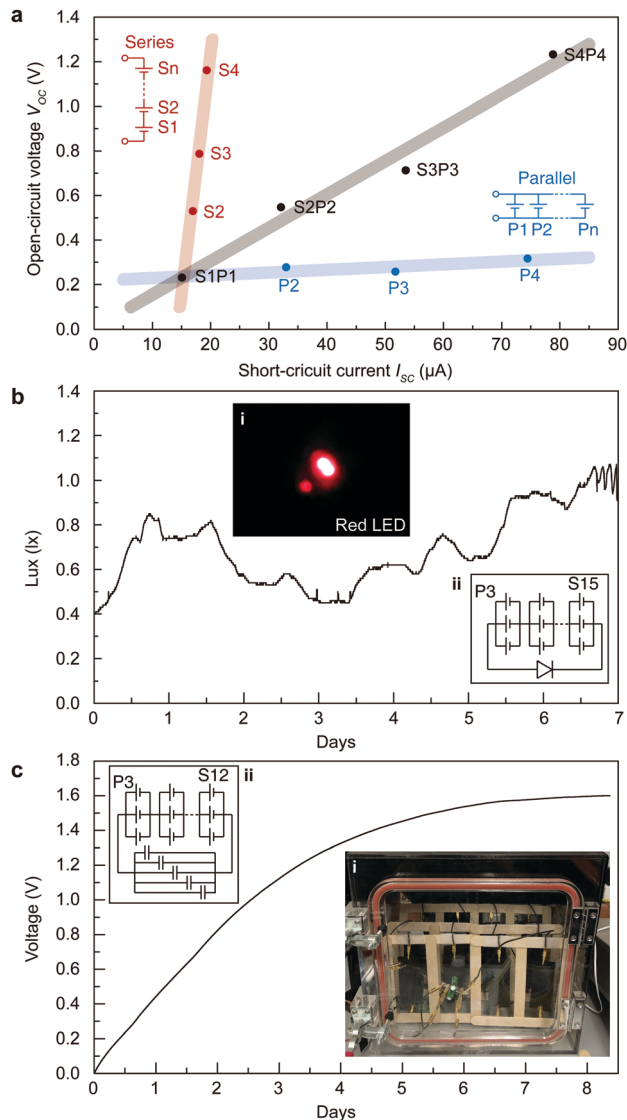 a
Series
Sn
S2
S1
S4
S3
S2
S4P4
S3P3
S2P2
S1P1
Parallel
P1 P2 Pn
P2
P3
P4
Open-circuit voltage V_OC (V)
1.4
1.2
1.0
0.8
0.6
0.4
0.2
0.0
0 10 20 30 40 50 60 70 80 90
Short-cricuit current I_SC (µA)
b
i
Red LED
ii
P3 S15
Lux (lx)
1.4
1.2
1.0
0.8
0.6
0.4
0.2
0.0
0 1 2 3 4 5 6 7
Days
c
P3 S12 ii
i
Voltage (V)
1.8
1.6
1.4
1.2
1.0
0.8
0.6
0.4
0.2
0.0
0 1 2 3 4 5 6 7 8
Days